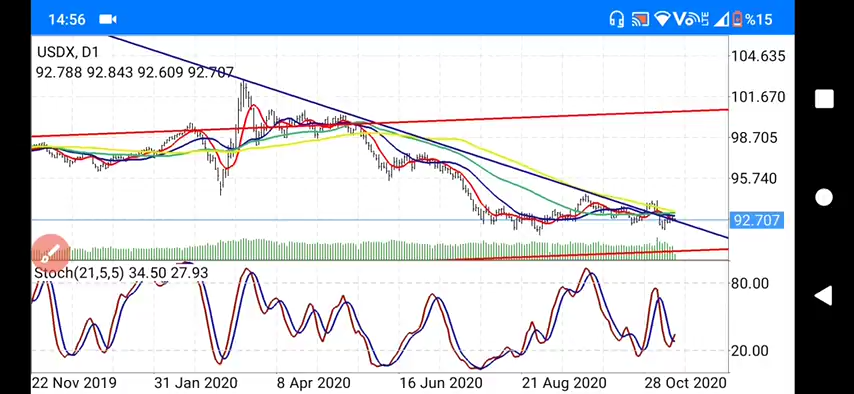 14:56
LTE
%15
USDX, D1
92.788 92.843 92.609 92.707
104.635
101.670
98.705
95.740
92.707
Stoch(21,5,5) 34.50 27.93
80.00
20.00
22 Nov 2019 31 Jan 2020 8 Apr 2020 16 Jun 2020 21 Aug 2020 28 Oct 2020